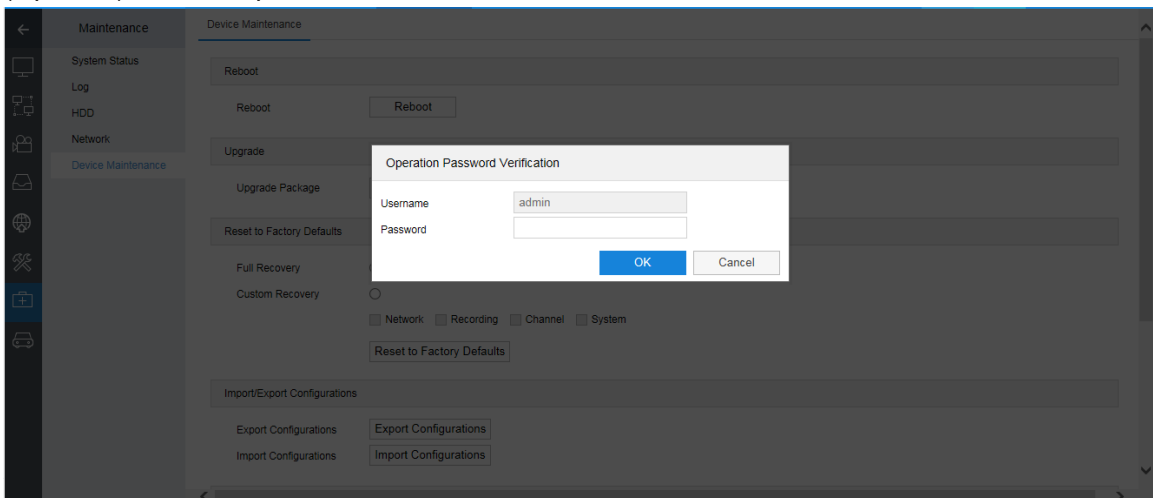 Maintenance
Device Maintenance
System Status
Log
HDD
Network
Device Maintenance
Reboot
Reboot
Reboot
Upgrade
Upgrade Package
Reset to Factory Defaults
Full Recovery
Custom Recovery
Network Recording Channel System
Reset to Factory Defaults
Import/Export Configurations
Export Configurations
Export Configurations
Import Configurations
Import Configurations
Operation Password Verification
Username
admin
Password
OK
Cancel